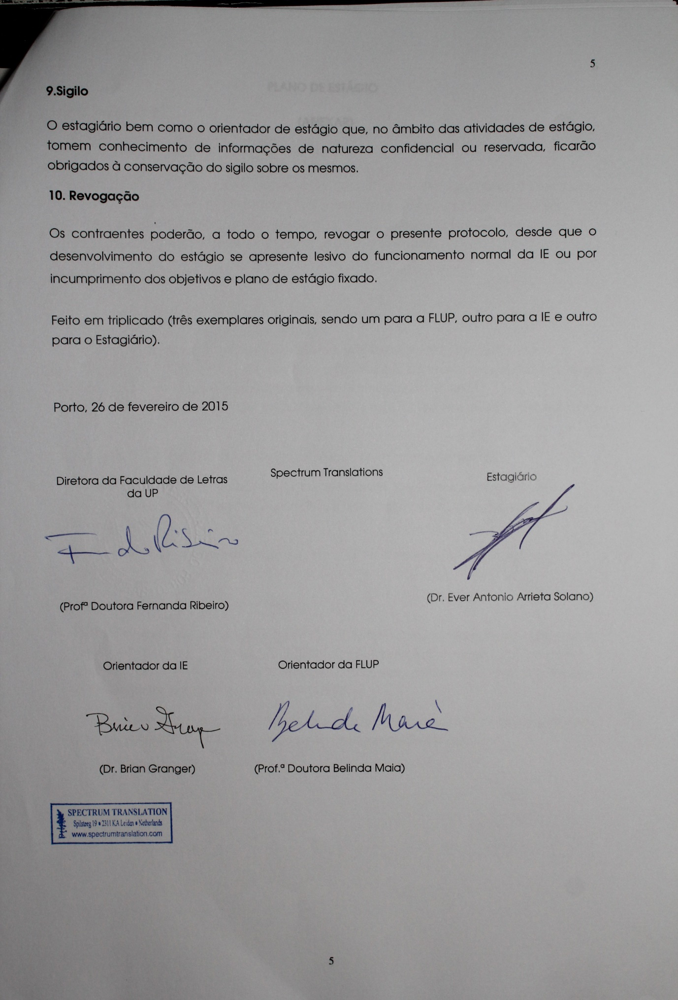 5
9.Sigilo
PLANO DE ESTÁGIO
O estagiário bem como o orientador de estágio que, no âmbito das atividades de estágio,
tomem conhecimento de informações de natureza confidencial ou reservada, ficarão
obrigados à conservação do sigilo sobre os mesmos.
10. Revogação
Os contraentes poderão, a todo o tempo, revogar o presente protocolo, desde que o
desenvolvimento do estágio se apresente lesivo do funcionamento normal da IE ou por
incumprimento dos objetivos e plano de estágio fixado.
Feito em triplicado (três exemplares originais, sendo um para a FLUP, outro para a IE e outro
para o Estagiário).
Porto, 26 de fevereiro de 2015
Diretora da Faculdade de Letras
da UP
Spectrum Translations
Estagiário
(Profª Doutora Fernanda Ribeiro)
(Dr. Ever Antonio Arrieta Solano)
Orientador da IE
Orientador da FLUP
Belinda Maia
(Dr. Brian Granger)
(Prof.ª Doutora Belinda Maia)
SPECTRUM TRANSLATION
Spilsteeg 19 • 2311 KA Leiden • Netherlands
www.spectrumtranslation.com
5